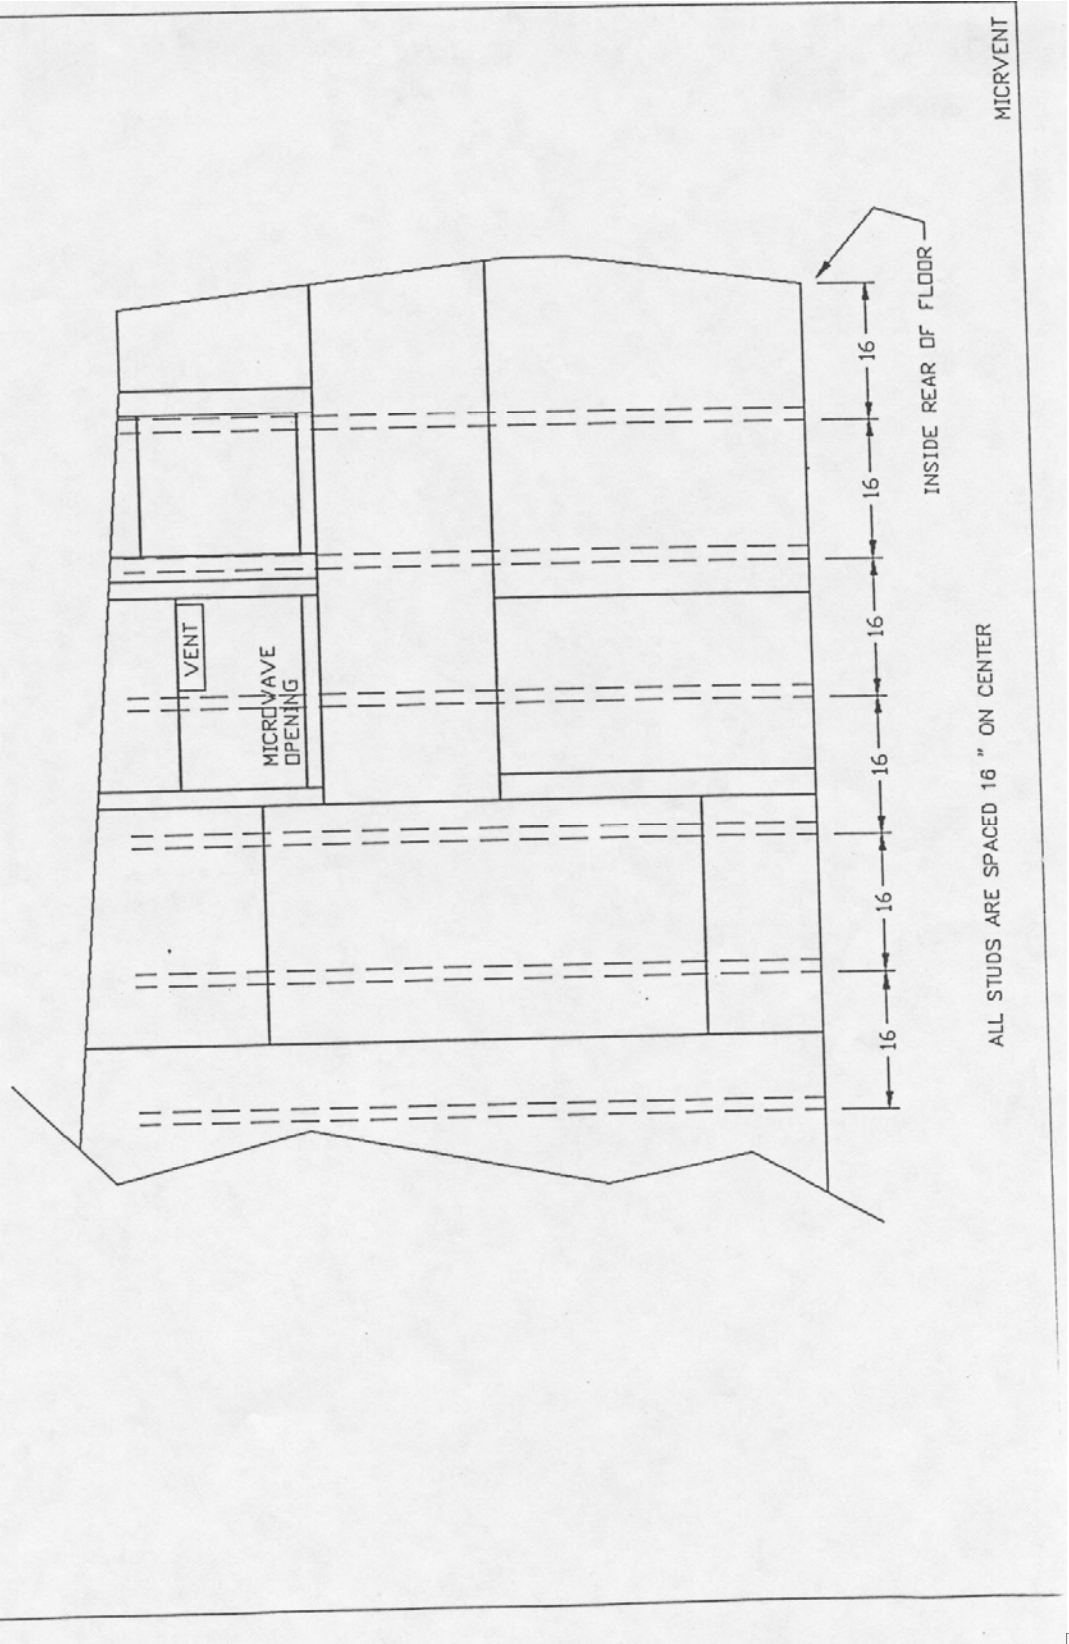 MICRVENT
INSIDE REAR OF FLOOR
16
16
16
16
16
16
VENT
MICROWAVE
OPENING
ALL STUDS ARE SPACED 16 " ON CENTER